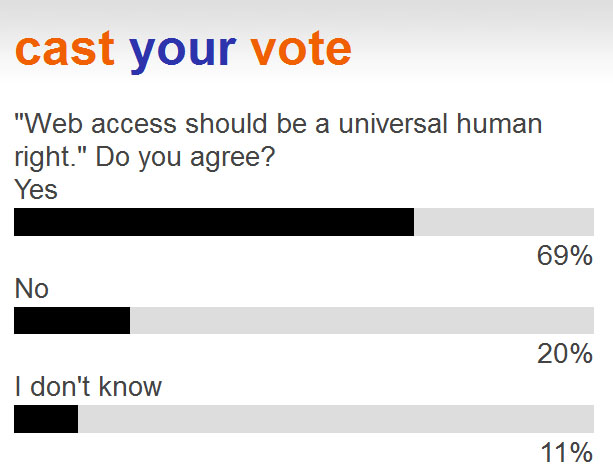 cast your vote
"Web access should be a universal human
right." Do you agree?
Yes
69%
No
20%
I don't know
11%